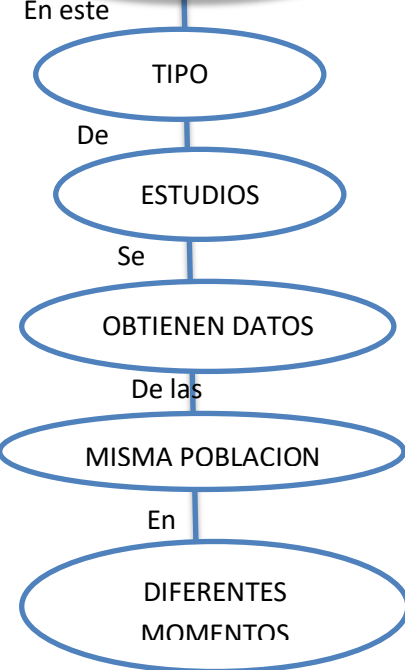 En este
TIPO
De
ESTUDIOS
Se
OBTIENEN DATOS
De las
MISMA POBLACION
En
DIFERENTES
MOMENTOS